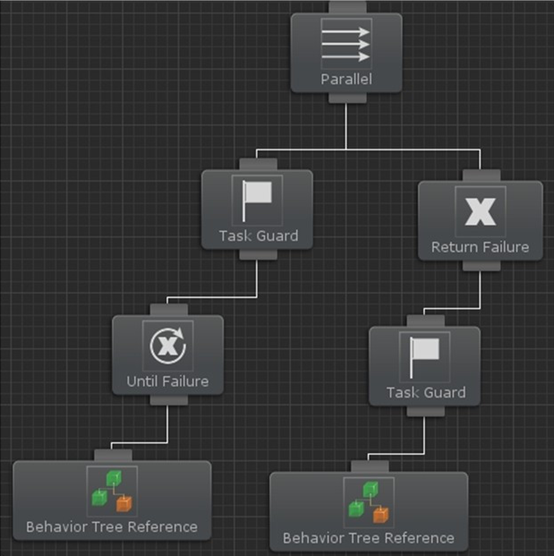 Parallel
Task Guard
Return Failure
Until Failure
Task Guard
Behavior Tree Reference
Behavior Tree Reference